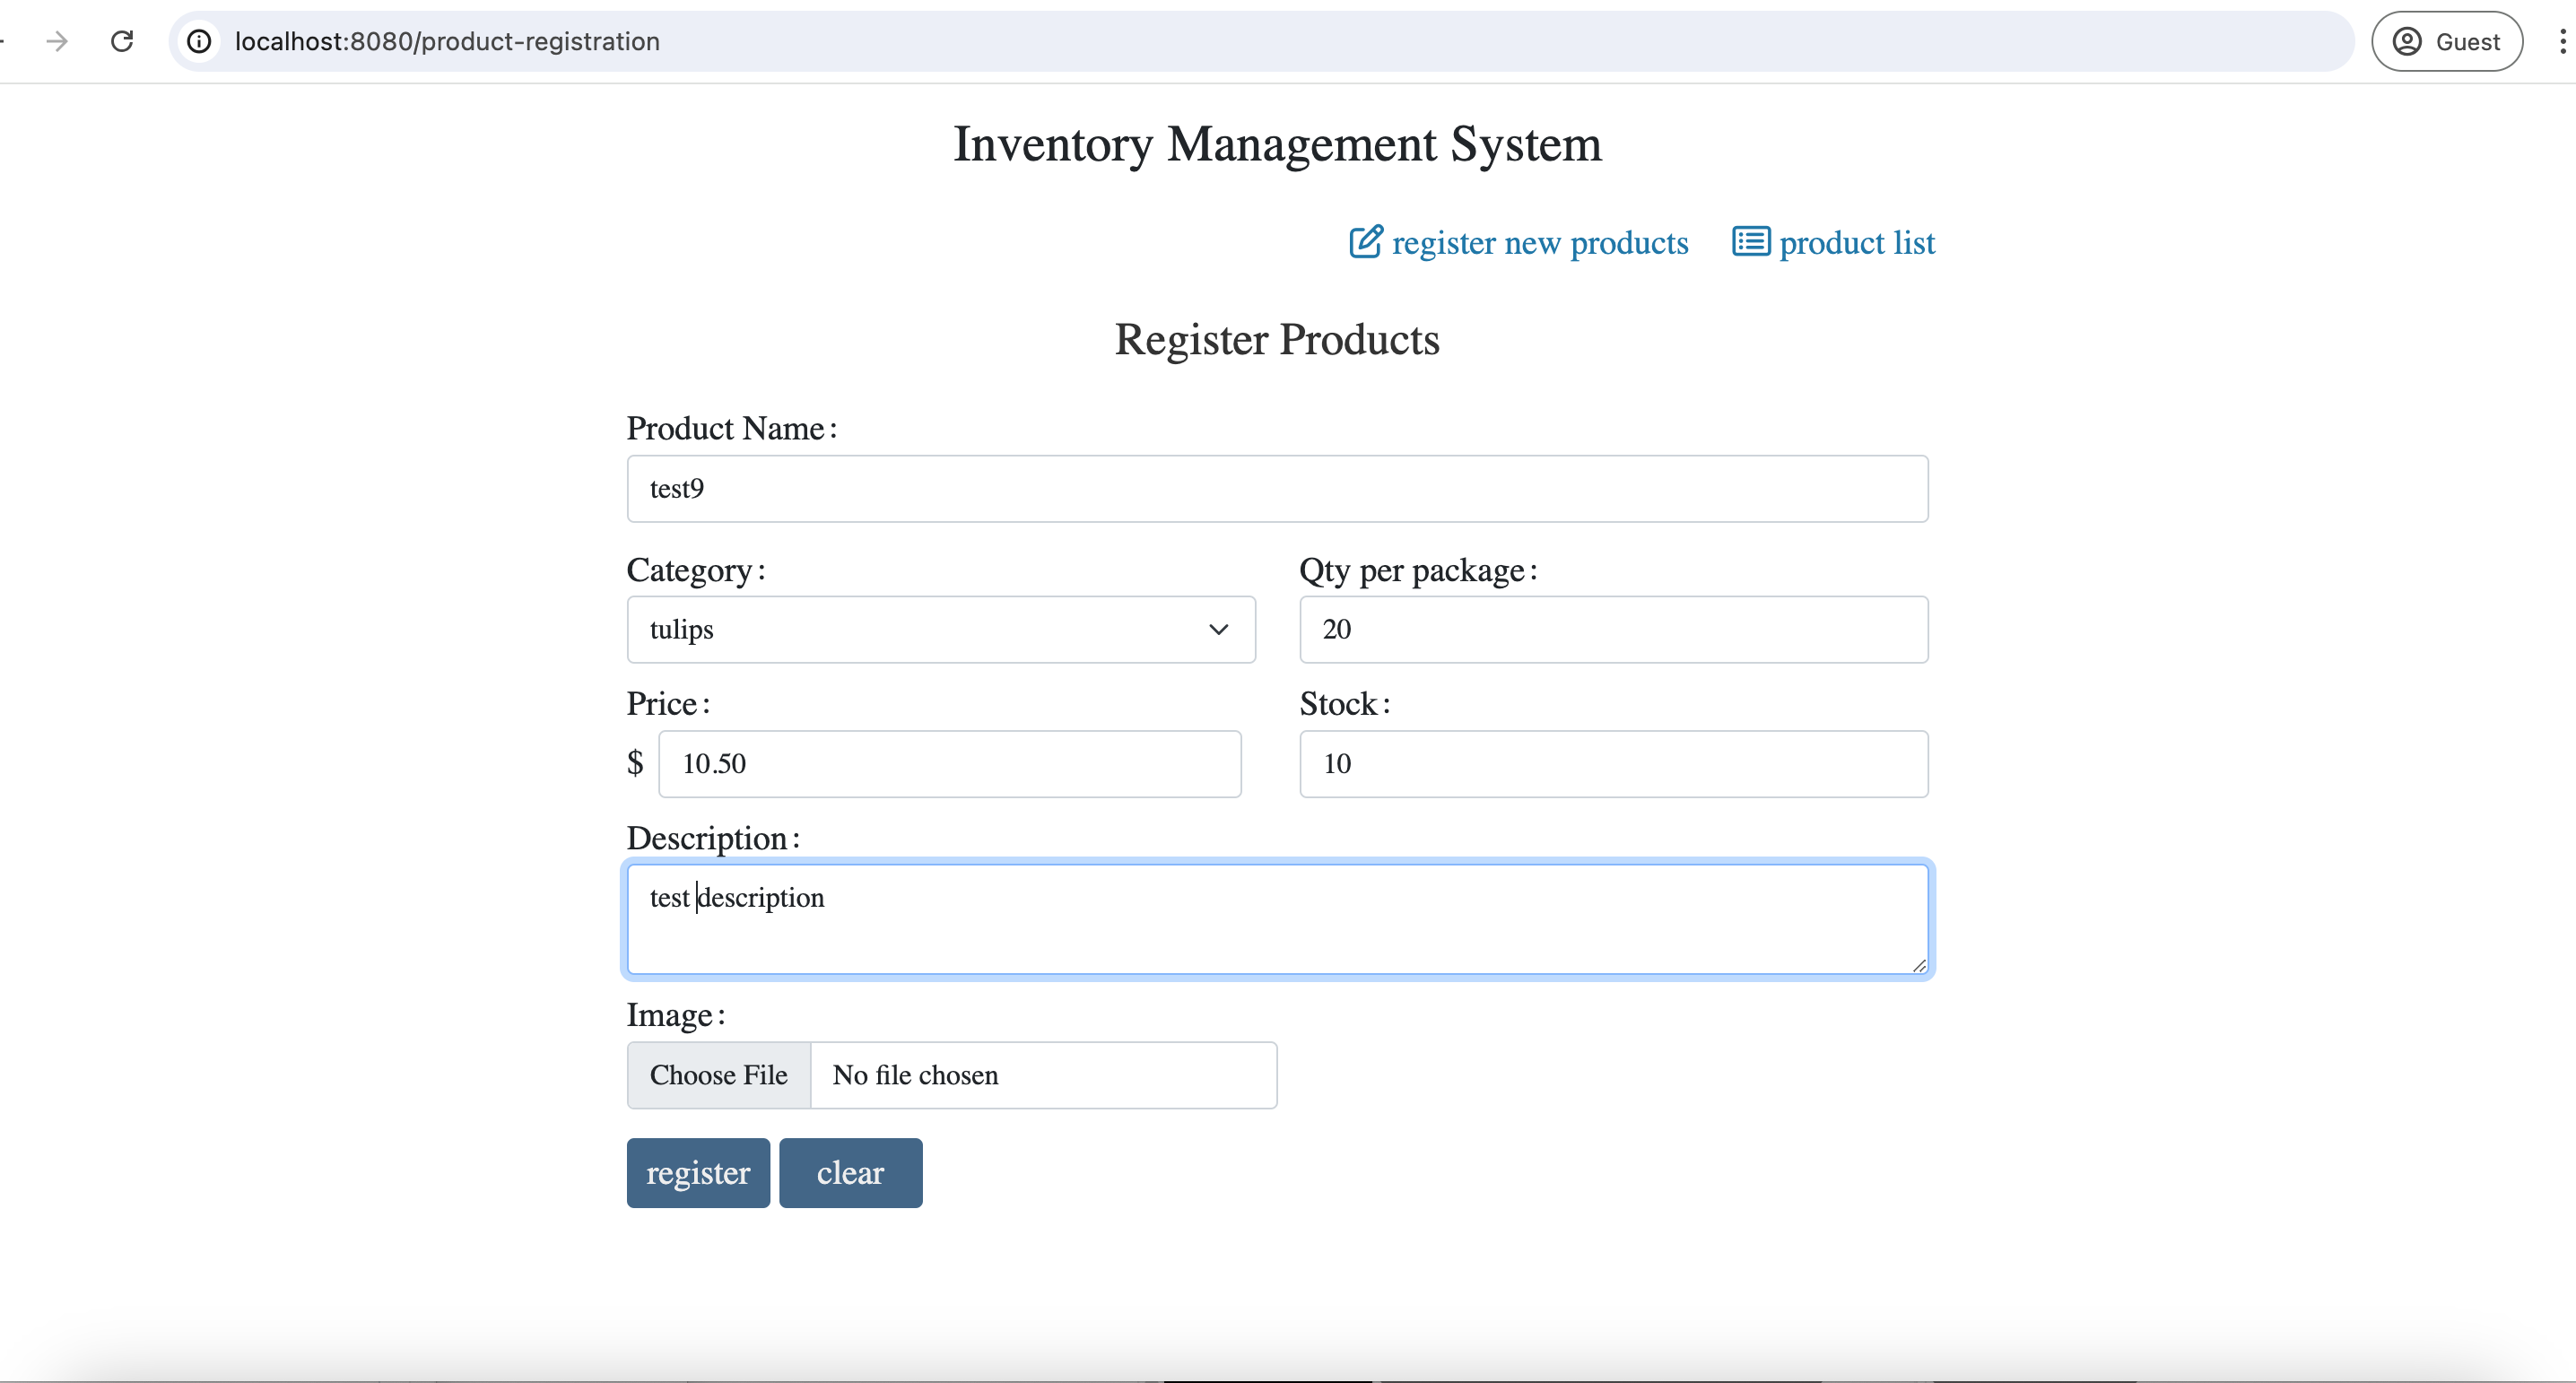 localhost:8080/product-registration
Guest
Inventory Management System
register new products
product list
Register Products
Product Name:
test9
Category:
Qty per package:
tulips
20
Price:
Stock:
$ 10.50
10
Description:
test description
Image:
Choose File No file chosen
register
clear